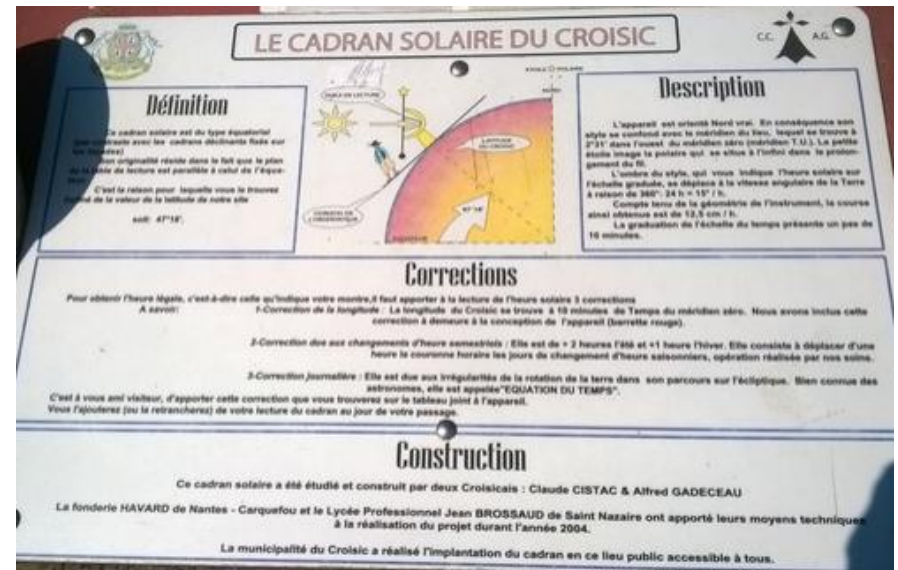 LE CADRAN SOLAIRE DU CROISIC
C.C.
A.G.
Définition
Ce cadran solaire est du type équatorial
contraste avec les cadrans déclinants fixés sur
Son originalité réside dans le fait que le plan
de la table de lecture est parallèle à celui de l'équa-
C'est la raison pour laquelle vous le trouvez
de la valeur de la latitude de notre site
soit: 47°18'.
ETOILE POLAIRE
NORD
TABLE DE LECTURE
LATITUDE
DU CROISIC
HORIZON DE
L'OBSERVATEUR
47°18'
EQUATEUR
Description
L'appareil est orienté Nord vrai. En conséquence son
style se confond avec le méridien du lieu, lequel se trouve à
2°31' dans l'ouest du méridien zéro (méridien T.U.). La petite
étoile image la polaire qui se situe à l'infini dans le prolon-
gement du fil.
L'ombre du style, qui vous indique l'heure solaire sur
l'échelle graduée, se déplace à la vitesse angulaire de la Terre
à raison de 360°: 24 h = 15° / h.
Compte tenu de la géométrie de l'instrument, la course
ainsi obtenue est de 12,5 cm / h.
La graduation de l'échelle du temps présente un pas de
10 minutes.
Corrections
Pour obtenir l'heure légale, c'est-à-dire celle qu'indique votre montre,il faut apporter à la lecture de l'heure solaire 3 corrections
A savoir:
1-Correction de la longitude : La longitude du Croisic se trouve à 10 minutes de Temps du méridien zéro. Nous avons inclus cette
correction à demeure à la conception de l'appareil (barrette rouge).
2-Correction due aux changements d'heure semestriels : Elle est de + 2 heures l'été et +1 heure l'hiver. Elle consiste à déplacer d'une
heure la couronne horaire les jours de changement d'heure saisonniers, opération réalisée par nos soins.
3-Correction journalière : Elle est due aux irrégularités de la rotation de la terre dans son parcours sur l'écliptique. Bien connue des
astronomes, elle est appelée"EQUATION DU TEMPS".
C'est à vous ami visiteur, d'apporter cette correction que vous trouverez sur le tableau joint à l'appareil.
Vous l'ajouterez (ou la retrancherez) de votre lecture du cadran au jour de votre passage.
Construction
Ce cadran solaire a été étudié et construit par deux Croisicais : Claude CISTAC & Alfred GADECEAU
La fonderie HAVARD de Nantes - Carquefou et le Lycée Professionnel Jean BROSSAUD de Saint Nazaire ont apporté leurs moyens techniques
à la réalisation du projet durant l'année 2004.
La municipalité du Croisic a réalisé l'implantation du cadran en ce lieu public accessible à tous.